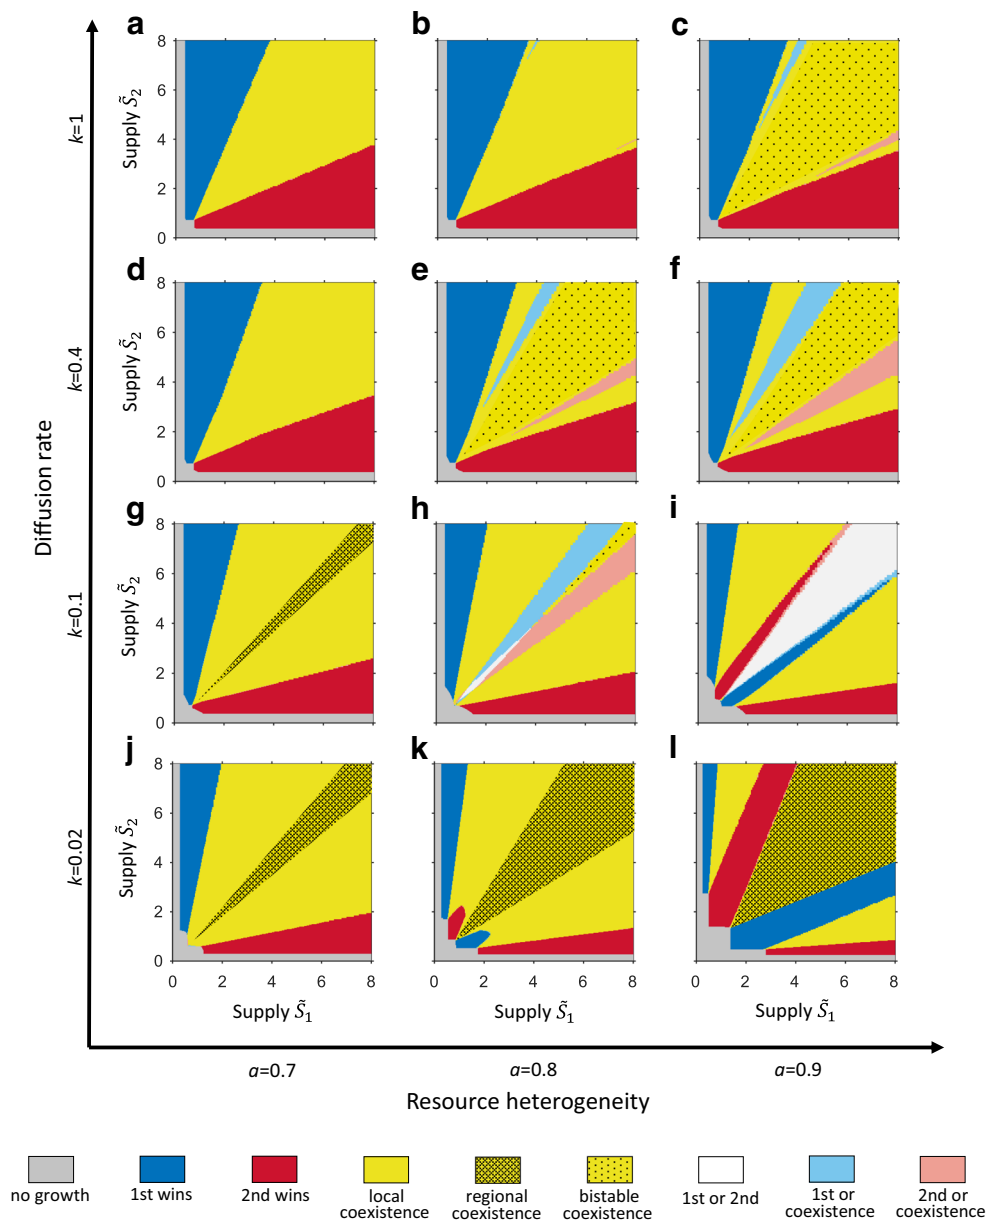 a b c
k=1
Supply S̃₂
8
6
4
2
0
d e f
k=0.4
Supply S̃₂
8
6
4
2
0
Diffusion rate
g h i
k=0.1
Supply S̃₂
8
6
4
2
0
j k l
k=0.02
Supply S̃₂
8
6
4
2
0
0 2 4 6 8 0 2 4 6 8 0 2 4 6 8
Supply S̃₁ Supply S̃₁ Supply S̃₁
a=0.7 a=0.8 a=0.9
Resource heterogeneity
no growth
1st wins
2nd wins
local
coexistence
regional
coexistence
bistable
coexistence
1st or 2nd
1st or
coexistence
2nd or
coexistence